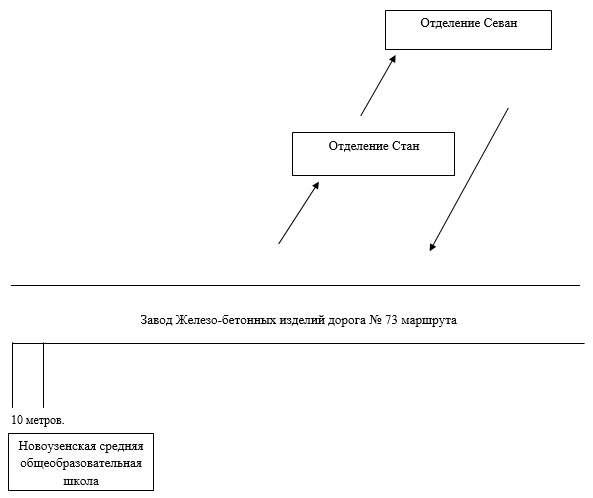 Отделение Севан
Отделение Стан
Завод Железо-бетонных изделий дорога № 73 маршрута
10 метров.
Новоузенская средняя
общеобразовательная
школа